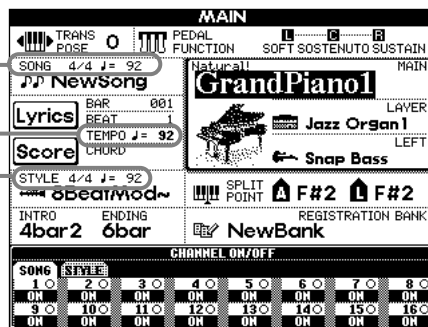 MAIN
TRANS POSE 0
PEDAL FUNCTION
L C R
SOFT SOSTENUTO SUSTAIN
SONG 4/4 ♩= 92
NewSong
Natural! MAIN
GrandPiano1
Lyrics
BAR 001
BEAT 1
TEMPO ♩= 92
CHORD
Score
LAYER
Jazz Organ1
LEFT
Snap Bass
STYLE 4/4 ♩= 92
8BeatMod~
SPLIT POINT
A F#2 L F#2
INTRO
4bar2
ENDING
6bar
REGISTRATION BANK
NewBank
CHANNEL ON/OFF
SONG STYLE
1 2 3 4 5 6 7 8
ON ON ON ON ON ON ON ON
9 10 11 12 13 14 15 16
ON ON ON ON ON ON ON ON